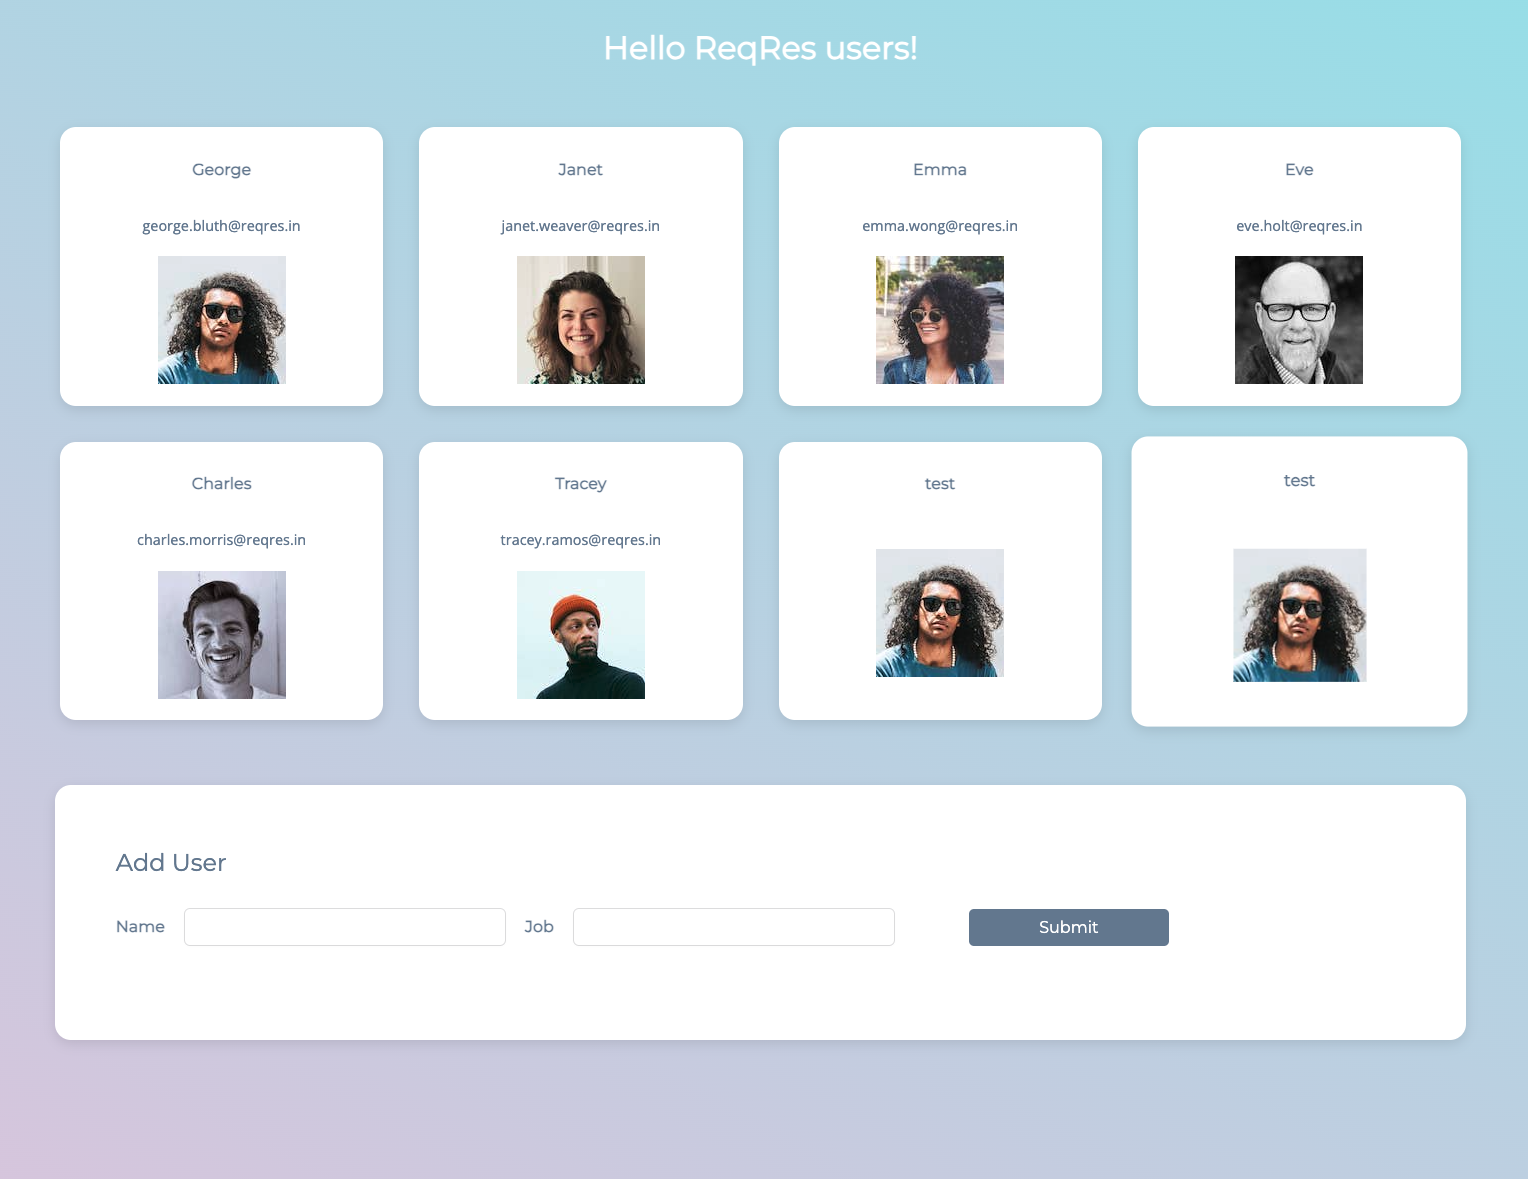 Hello ReqRes users!
George
george.bluth@reqres.in
Janet
janet.weaver@reqres.in
Emma
emma.wong@reqres.in
Eve
eve.holt@reqres.in
Charles
charles.morris@reqres.in
Tracey
tracey.ramos@reqres.in
test
test
Add User
Name
Job
Submit